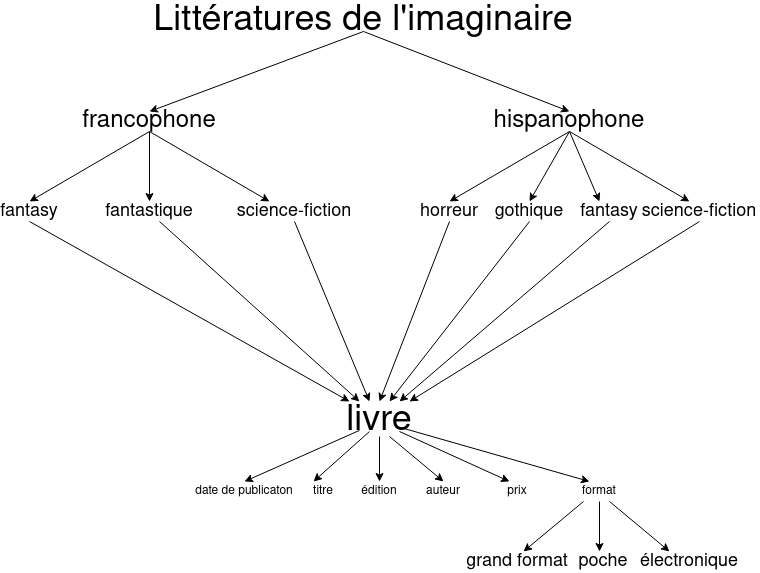 Littératures de l'imaginaire
francophone hispanophone
fantasy fantastique science-fiction horreur gothique fantasy science-fiction
livre
date de publicaton titre édition auteur prix format
grand format poche électronique